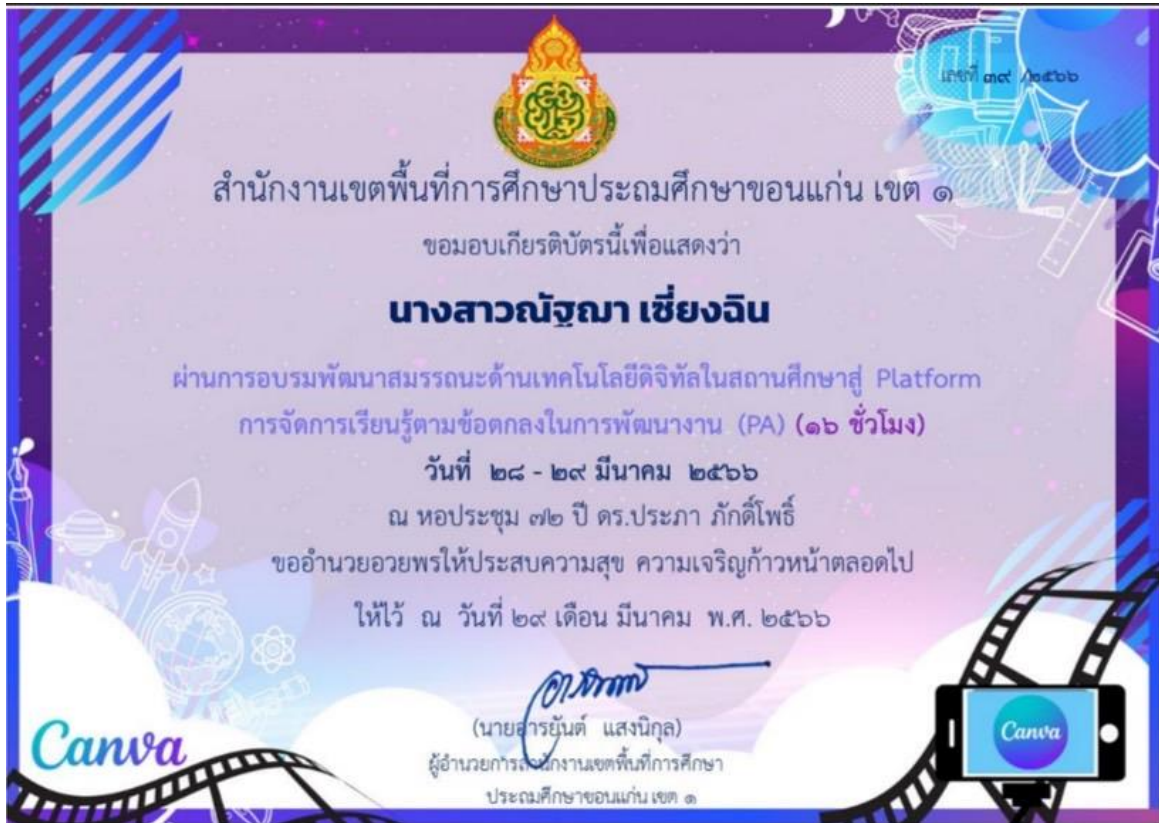 เลขที่ ๓๙ /๒๕๖๖
สำนักงานเขตพื้นที่การศึกษาประถมศึกษาขอนแก่น เขต ๑
ขอมอบเกียรติบัตรนี้เพื่อแสดงว่า
นางสาวณัฐฌา เซี่ยงฉิน
ผ่านการอบรมพัฒนาสมรรถนะด้านเทคโนโลยีดิจิทัลในสถานศึกษาสู่ Platform
การจัดการเรียนรู้ตามข้อตกลงในการพัฒนางาน (PA) (๑๖ ชั่วโมง)
วันที่ ๒๘ - ๒๙ มีนาคม ๒๕๖๖
ณ หอประชุม ๗๒ ปี ดร.ประภา ภักดิ์โพธิ์
ขออำนวยอวยพรให้ประสบความสุข ความเจริญก้าวหน้าตลอดไป
ให้ไว้ ณ วันที่ ๒๙ เดือน มีนาคม พ.ศ. ๒๕๖๖
(นายอารยันต์ แสงนิกุล)
ผู้อำนวยการสำนักงานเขตพื้นที่การศึกษา
ประถมศึกษาขอนแก่น เขต ๑
Canva
Canva